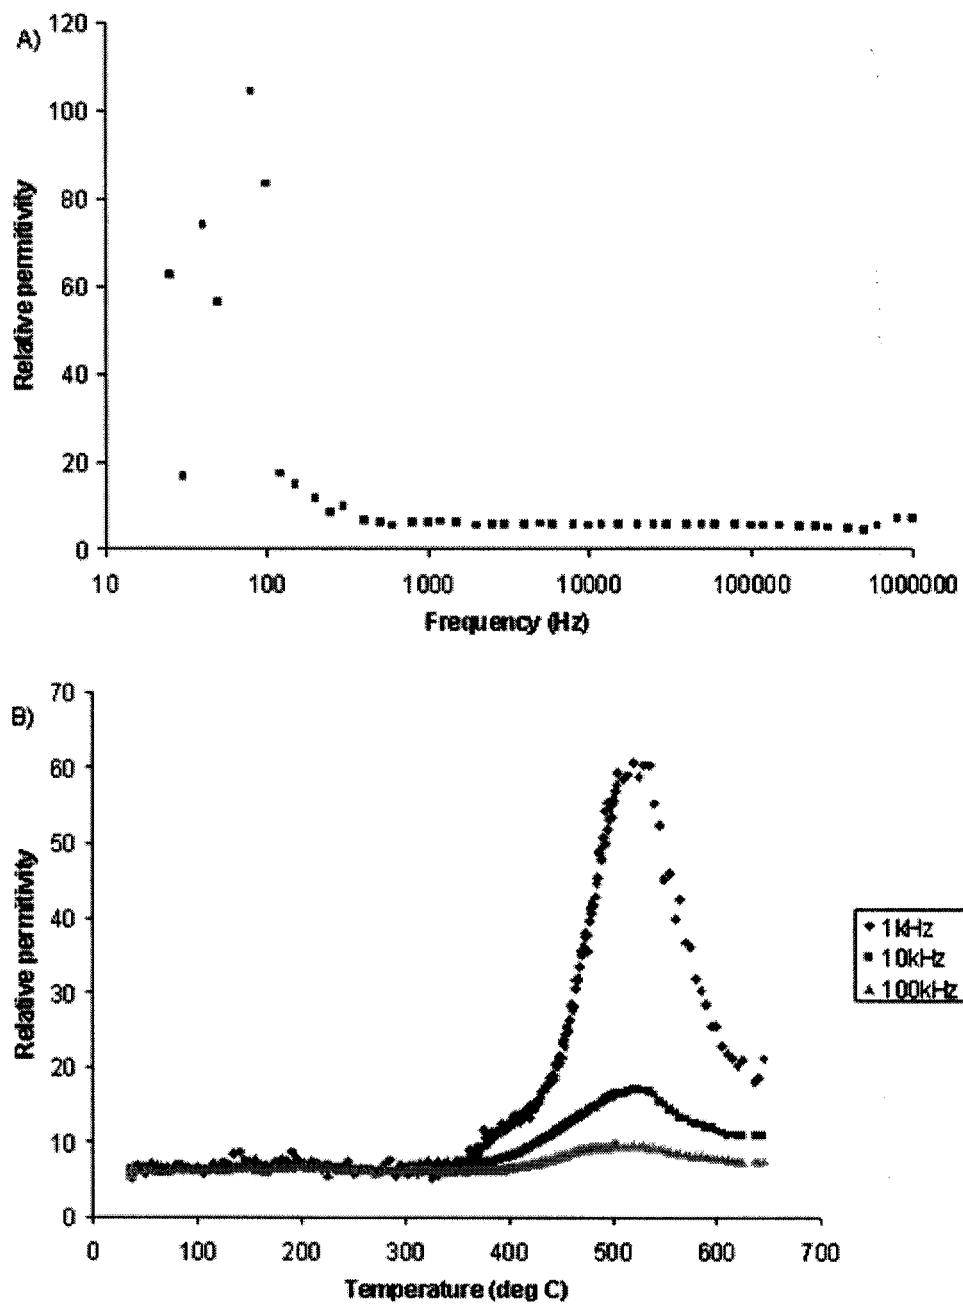 A)
120
100
80
60
40
20
0
Relative permitivity
10 100 1000 10000 100000 1000000
Frequency (Hz)
B)
70
60
50
40
30
20
10
0
Relative permitivity
0 100 200 300 400 500 600 700
Temperature (deg C)
1kHz
10kHz
100kHz